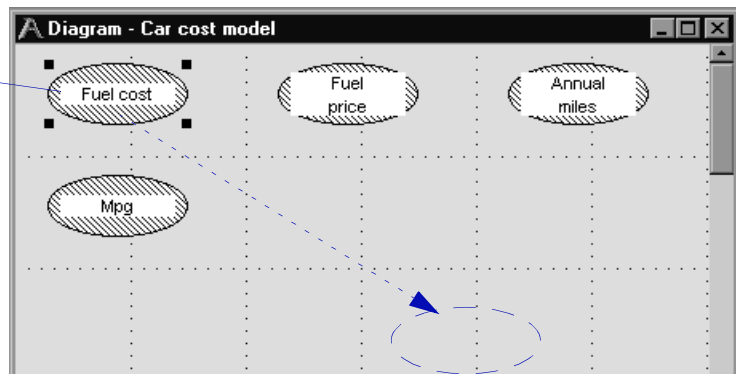 Diagram - Car cost model
Fuel cost
Fuel
price
Annual
miles
Mpg